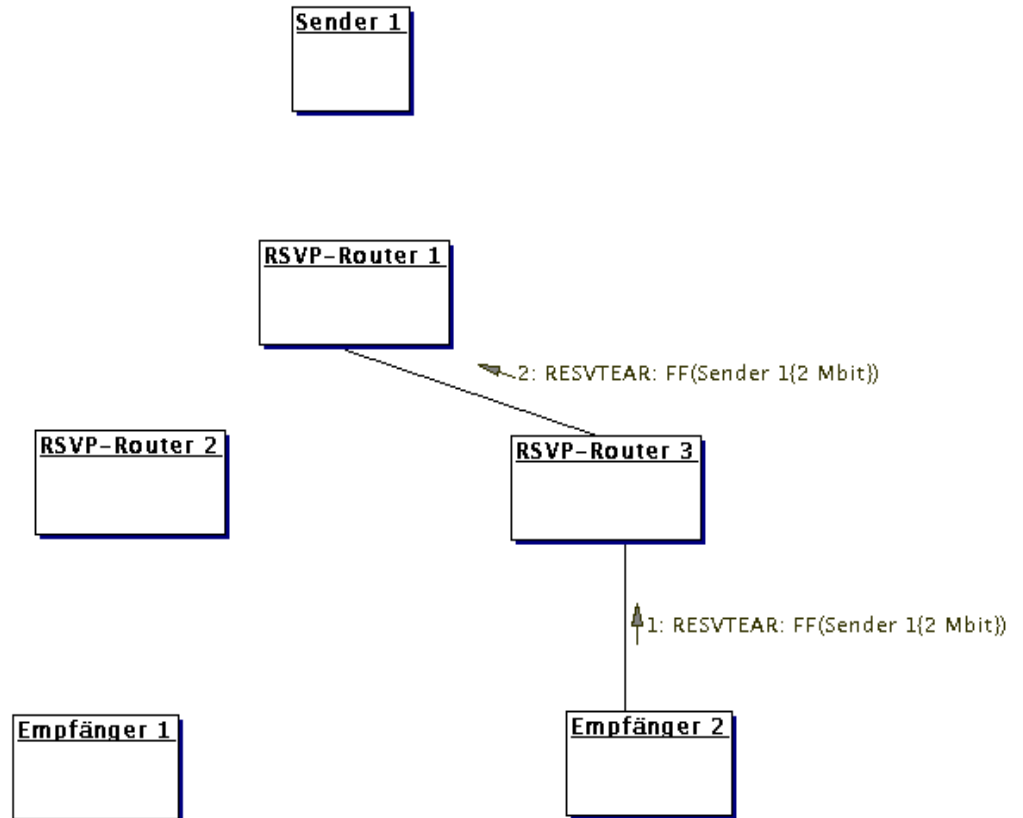 Sender 1
RSVP-Router 1
2: RESVTEAR: FF(Sender 1{2 Mbit})
RSVP-Router 2
RSVP-Router 3
1: RESVTEAR: FF(Sender 1{2 Mbit})
Empfänger 1
Empfänger 2